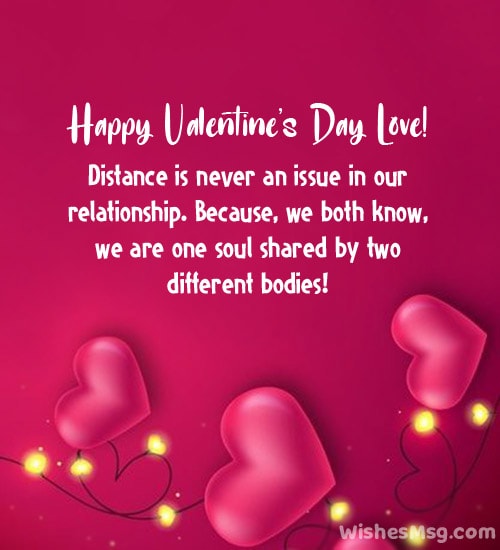 Happy Valentine's Day Love!
Distance is never an issue in our
relationship. Because, we both know,
we are one soul shared by two
different bodies!
WishesMsg.com